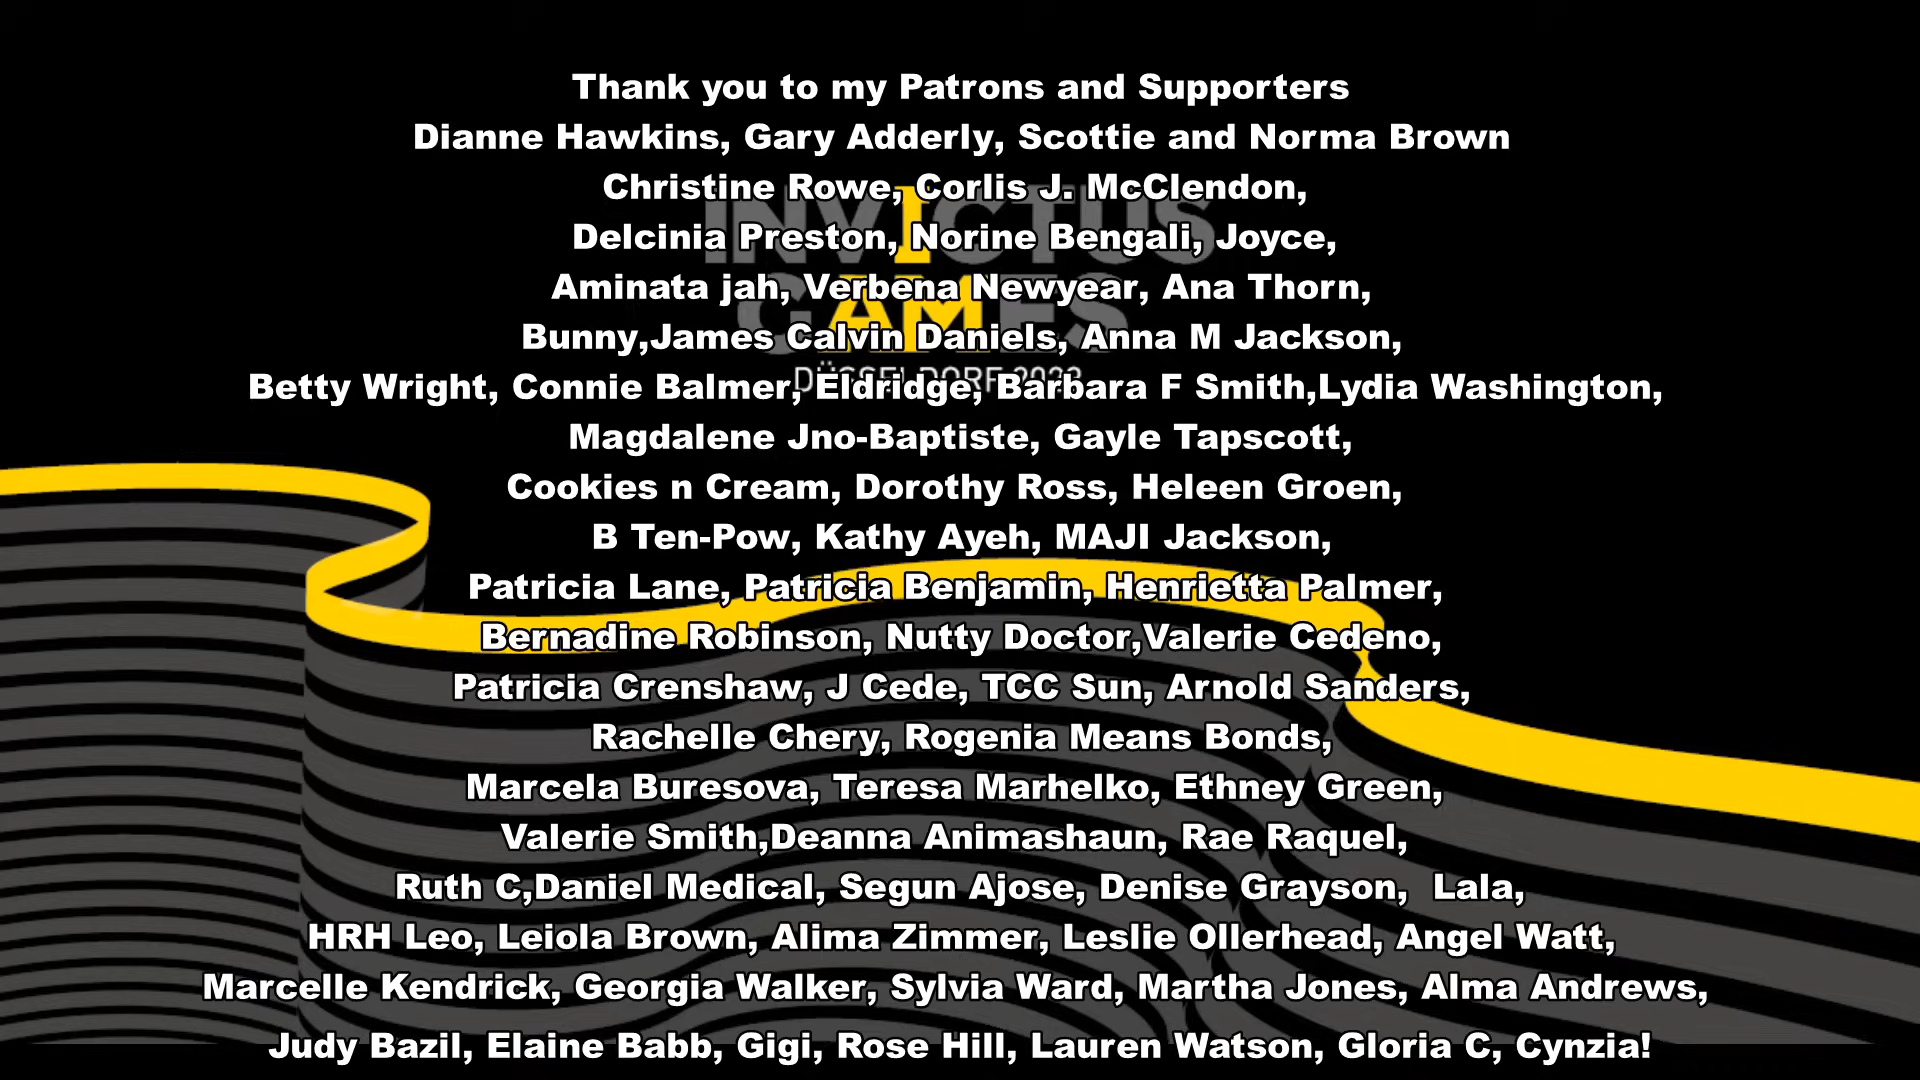 Thank you to my Patrons and Supporters
Dianne Hawkins, Gary Adderly, Scottie and Norma Brown
Christine Rowe, Corlis J. McClendon,
Delcinia Preston, Norine Bengali, Joyce,
Aminata jah, Verbena Newyear, Ana Thorn,
Bunny,James Calvin Daniels, Anna M Jackson,
Betty Wright, Connie Balmer, Eldridge, Barbara F Smith,Lydia Washington,
Magdalene Jno-Baptiste, Gayle Tapscott,
Cookies n Cream, Dorothy Ross, Heleen Groen,
B Ten-Pow, Kathy Ayeh, MAJI Jackson,
Patricia Lane, Patricia Benjamin, Henrietta Palmer,
Bernadine Robinson, Nutty Doctor,Valerie Cedeno,
Patricia Crenshaw, J Cede, TCC Sun, Arnold Sanders,
Rachelle Chery, Rogenia Means Bonds,
Marcela Buresova, Teresa Marhelko, Ethney Green,
Valerie Smith,Deanna Animashaun, Rae Raquel,
Ruth C,Daniel Medical, Segun Ajose, Denise Grayson,  Lala,
HRH Leo, Leiola Brown, Alima Zimmer, Leslie Ollerhead, Angel Watt,
Marcelle Kendrick, Georgia Walker, Sylvia Ward, Martha Jones, Alma Andrews,
Judy Bazil, Elaine Babb, Gigi, Rose Hill, Lauren Watson, Gloria C, Cynzia!
INVICTUS
GAMES
DÜSSELDORF 2023